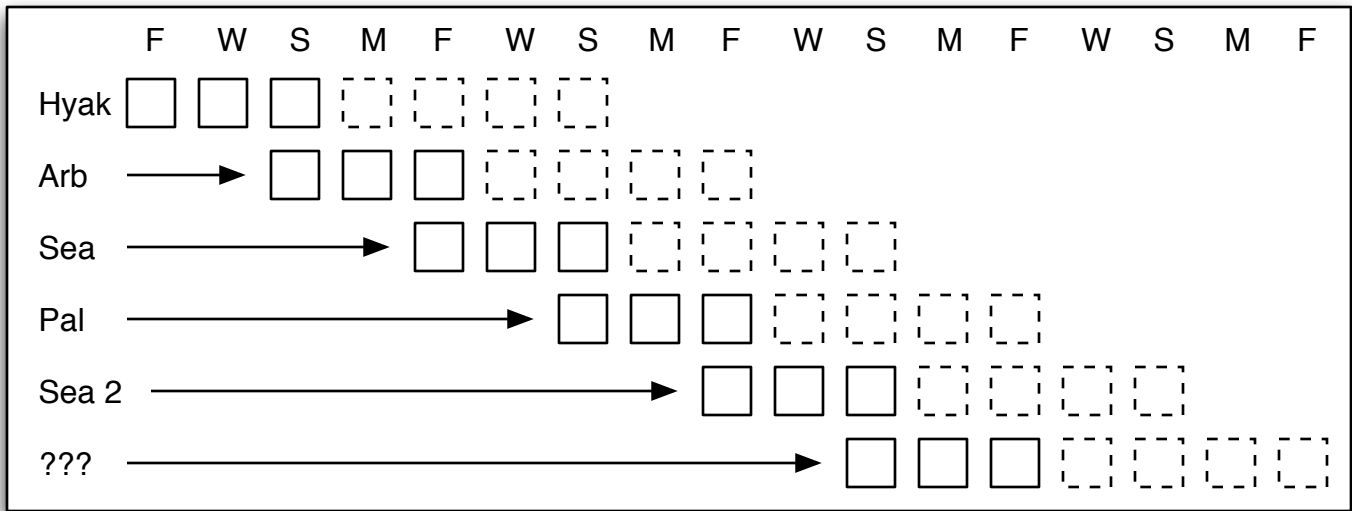 F W S M F W S M F W S M F W S M F
Hyak
Arb
Sea
Pal
Sea 2
???